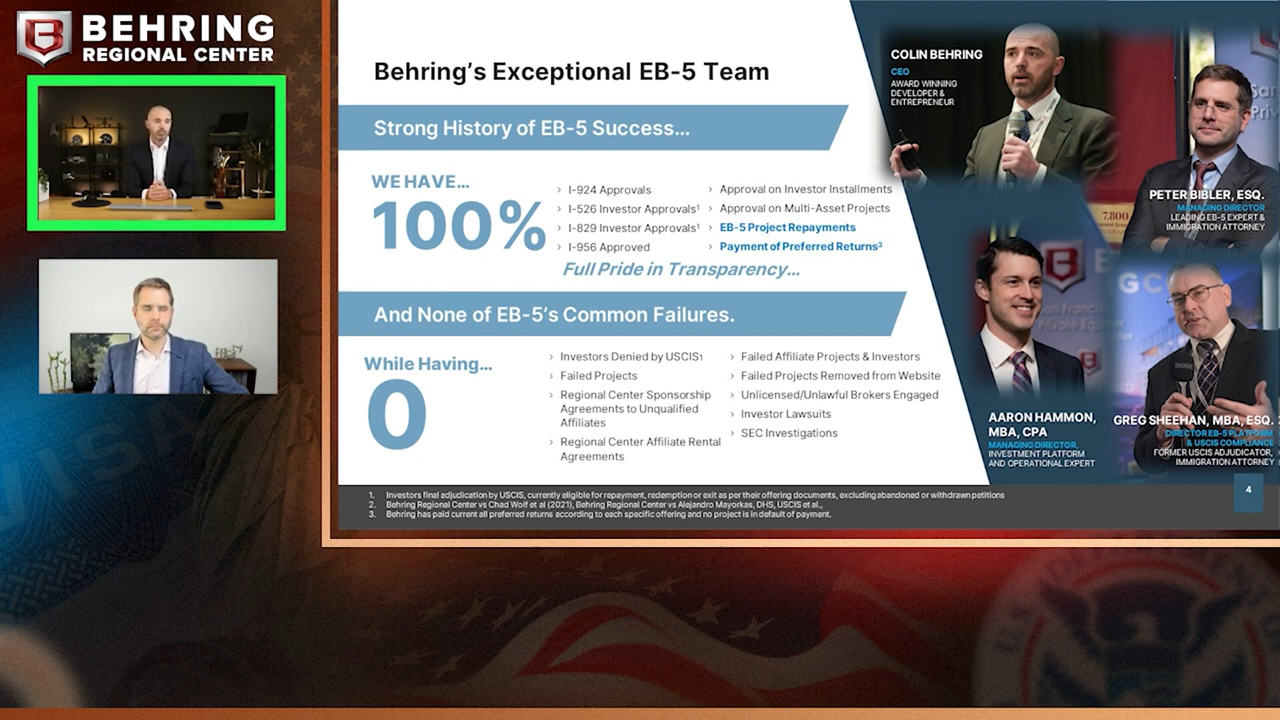 BEHRING
REGIONAL CENTER
Behring's Exceptional EB-5 Team
Strong History of EB-5 Success...
WE HAVE...
100%
› I-924 Approvals
› I-526 Investor Approvals¹
› I-829 Investor Approvals¹
› I-956 Approved
› Approval on Investor Installments
› Approval on Multi-Asset Projects
› EB-5 Project Repayments
› Payment of Preferred Returns³
Full Pride in Transparency...
And None of EB-5's Common Failures.
While Having...
0
› Investors Denied by USCIS1
› Failed Projects
› Regional Center Sponsorship
Agreements to Unqualified
Affiliates
› Regional Center Affiliate Rental
Agreements
› Failed Affiliate Projects & Investors
› Failed Projects Removed from Website
› Unlicensed/Unlawful Brokers Engaged
› Investor Lawsuits
› SEC Investigations
COLIN BEHRING
CEO
AWARD WINNING
DEVELOPER &
ENTREPRENEUR
PETER BIBLER, ESQ.
MANAGING DIRECTOR
LEADING EB-5 EXPERT &
IMMIGRATION ATTORNEY
7,800
AARON HAMMON,
MBA, CPA
MANAGING DIRECTOR,
INVESTMENT PLATFORM
AND OPERATIONAL EXPERT
GREG SHEEHAN, MBA, ESQ.
DIRECTOR EB-5 PLATFORM
& USCIS COMPLIANCE
FORMER USCIS ADJUDICATOR,
IMMIGRATION ATTORNEY
1. Investors final adjudication by USCIS, currently eligible for repayment, redemption or exit as per their offering documents, excluding abandoned or withdrawn petitions
2. Behring Regional Center vs Chad Wolf et al (2021), Behring Regional Center vs Alejandro Mayorkas, DHS, USCIS et al.,
3. Behring has paid current all preferred returns according to each specific offering and no project is in default of payment.
4